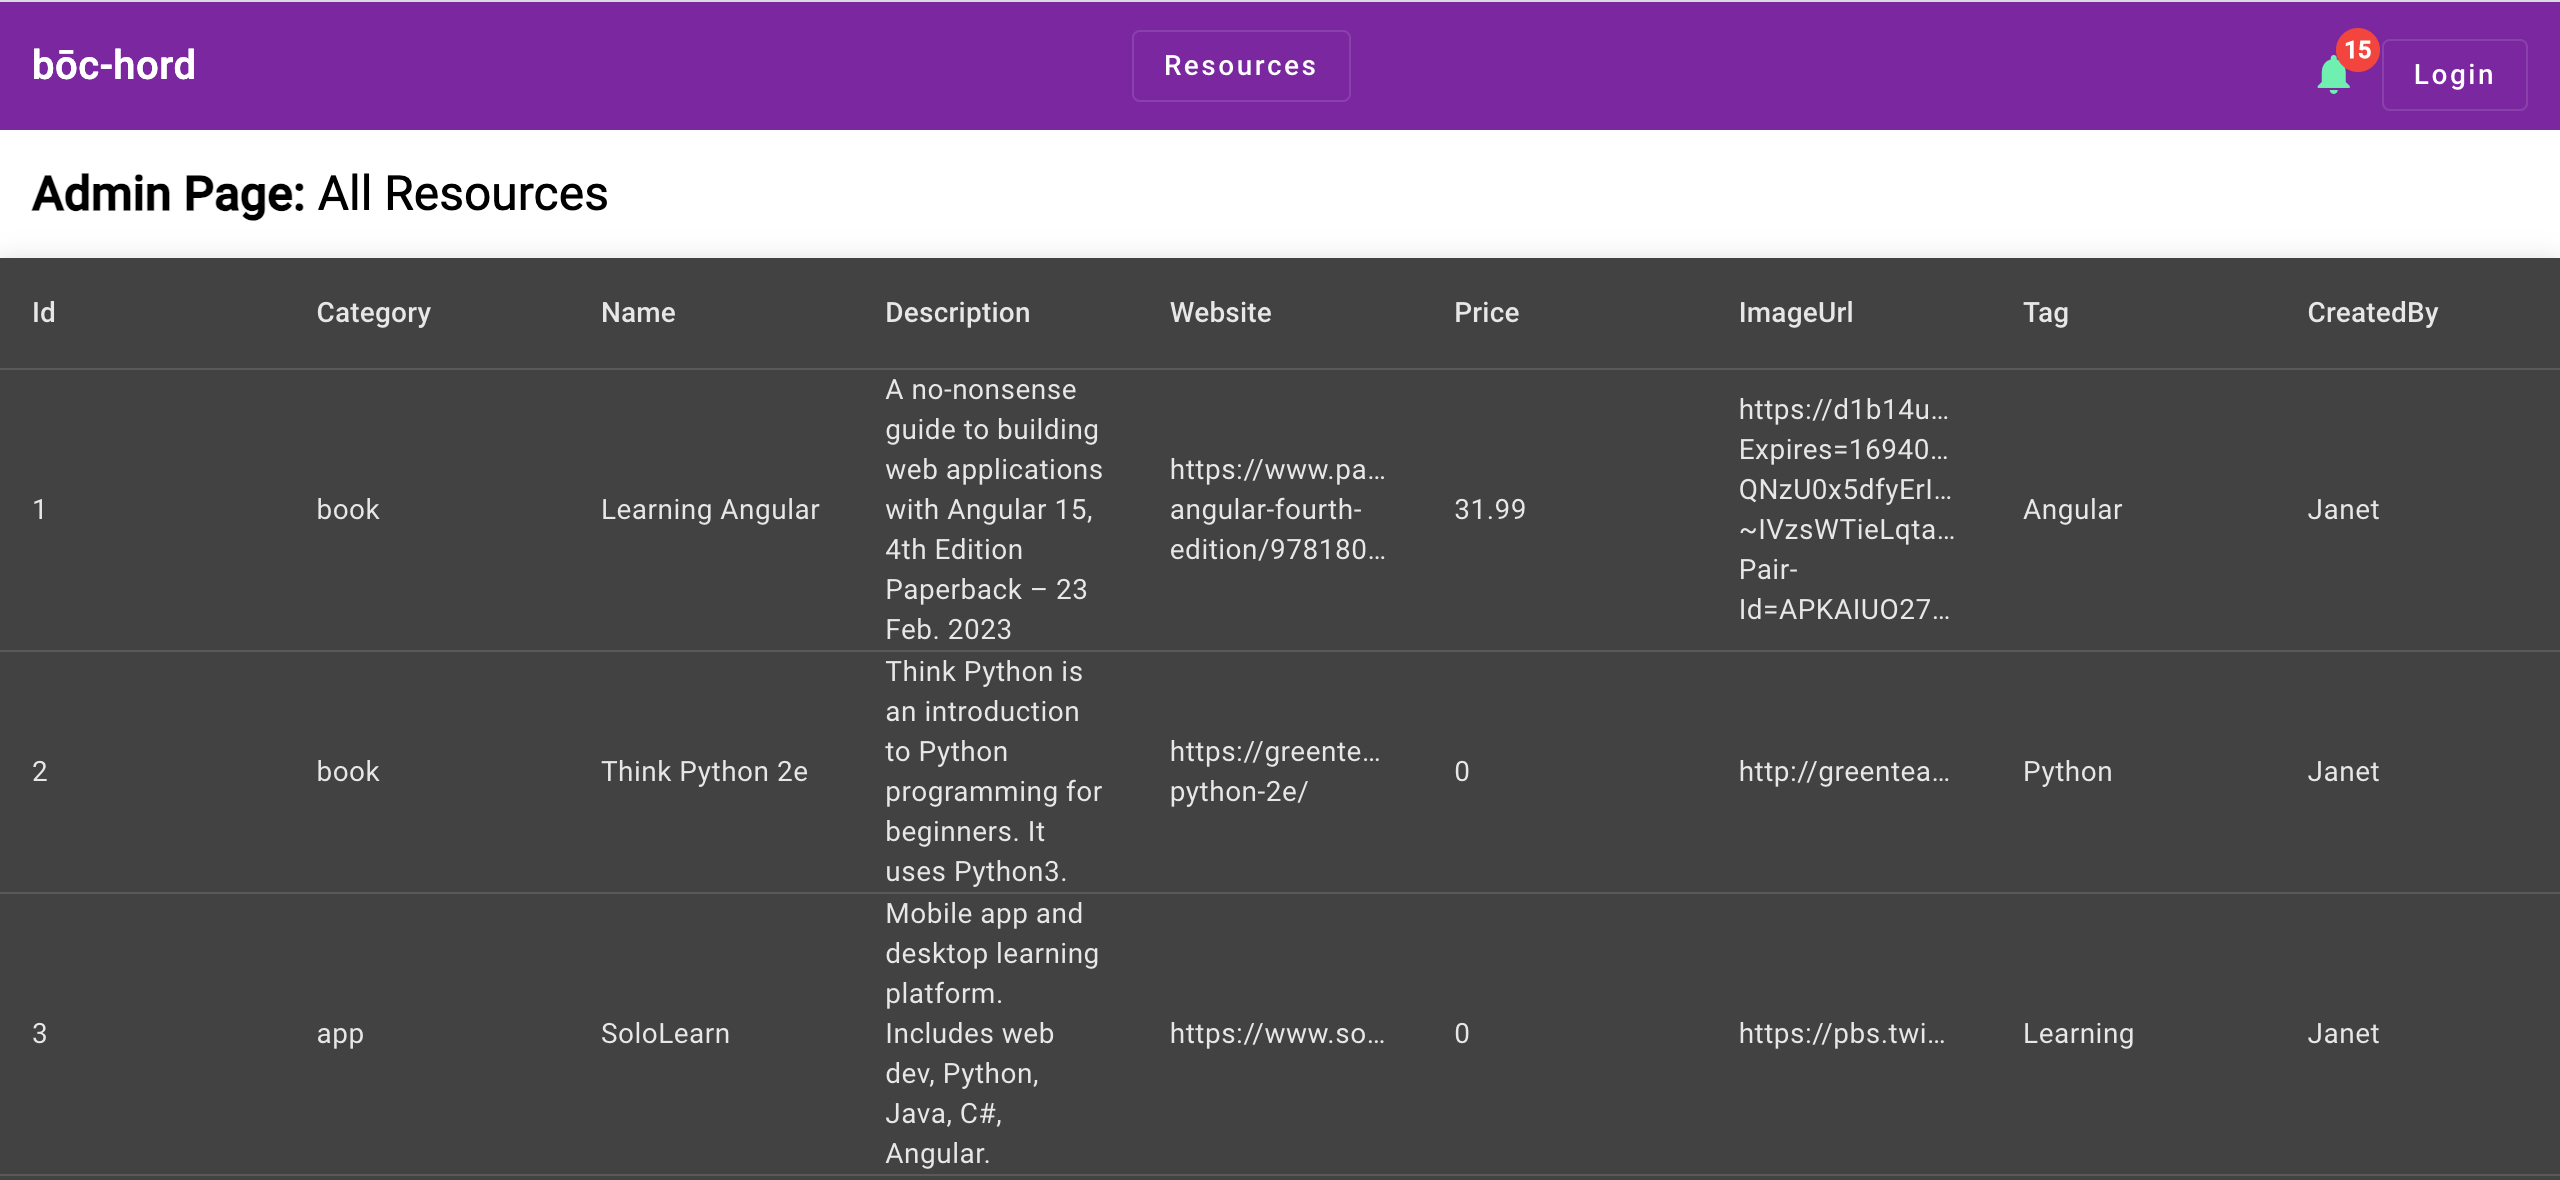 bōc-hord
Resources
15
Login
Admin Page: All Resources
Id Category Name Description Website Price ImageUrl Tag CreatedBy
1
book
Learning Angular
A no-nonsense
guide to building
web applications
with Angular 15,
4th Edition
Paperback – 23
Feb. 2023
https://www.pa…
angular-fourth-
edition/978180…
31.99
https://d1b14u…
Expires=16940…
QNzU0x5dfyErI…
~IVzsWTieLqta…
Pair-
Id=APKAIUO27…
Angular
Janet
2
book
Think Python 2e
Think Python is
an introduction
to Python
programming for
beginners. It
uses Python3.
https://greente…
python-2e/
0
http://greentea…
Python
Janet
3
app
SoloLearn
Mobile app and
desktop learning
platform.
Includes web
dev, Python,
Java, C#,
Angular.
https://www.so…
0
https://pbs.twi…
Learning
Janet